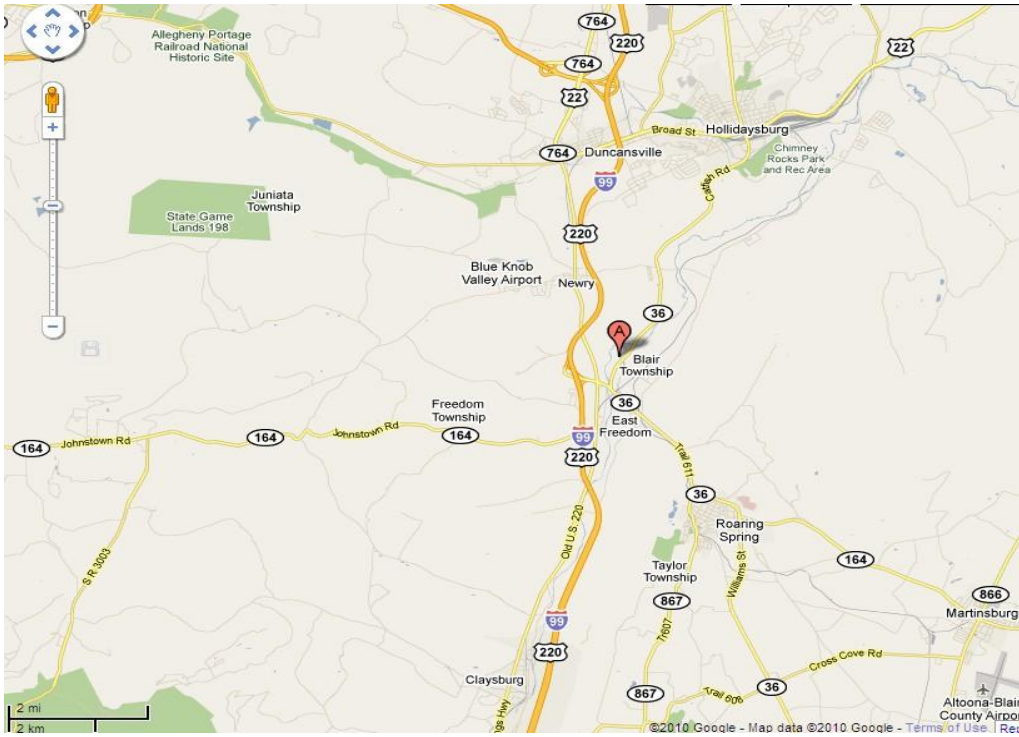 764
220
22
Allegheny Portage
Railroad National
Historic Site
764
22
Broad St
Hollidaysburg
764
Duncansville
Chimney
Rocks Park
and Rec Area
99
Juniata
Township
State Game
Lands 198
220
Blue Knob
Valley Airport
Newry
36
A
Blair
Township
Freedom
Township
36
East
Freedom
164
Johnstown Rd
164
Johnstown Rd
164
99
220
Trail 611
36
Roaring
Spring
Old U.S. 220
S R 3003
Williams St
164
Taylor
Township
867
866
Martinsburg
99
Tr607
220
Cross Cove Rd
Claysburg
867
36
Altoona-Blair
County Airpor
2 mi
2 km
©2010 Google - Map data ©2010 Google - Terms of Use